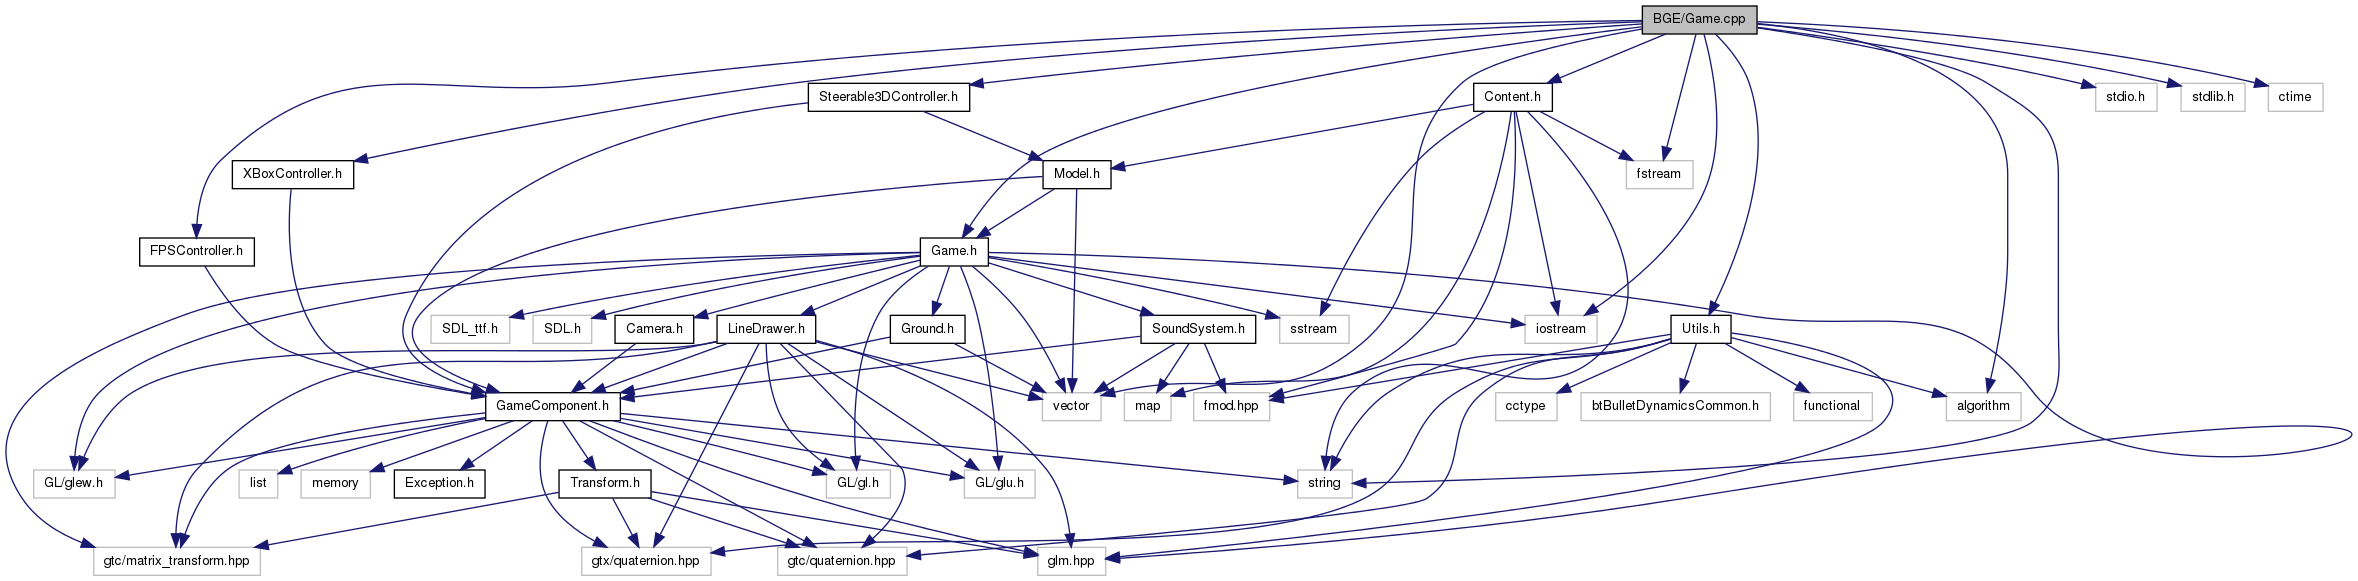 BGE/Game.cpp
Steerable3DController.h
Content.h
stdio.h
stdlib.h
ctime
XBoxController.h
Model.h
fstream
FPSController.h
Game.h
SDL_ttf.h
SDL.h
Camera.h
LineDrawer.h
Ground.h
SoundSystem.h
sstream
iostream
Utils.h
GameComponent.h
vector
map
fmod.hpp
cctype
btBulletDynamicsCommon.h
functional
algorithm
GL/glew.h
list
memory
Exception.h
Transform.h
GL/gl.h
GL/glu.h
string
gtc/matrix_transform.hpp
gtx/quaternion.hpp
gtc/quaternion.hpp
glm.hpp